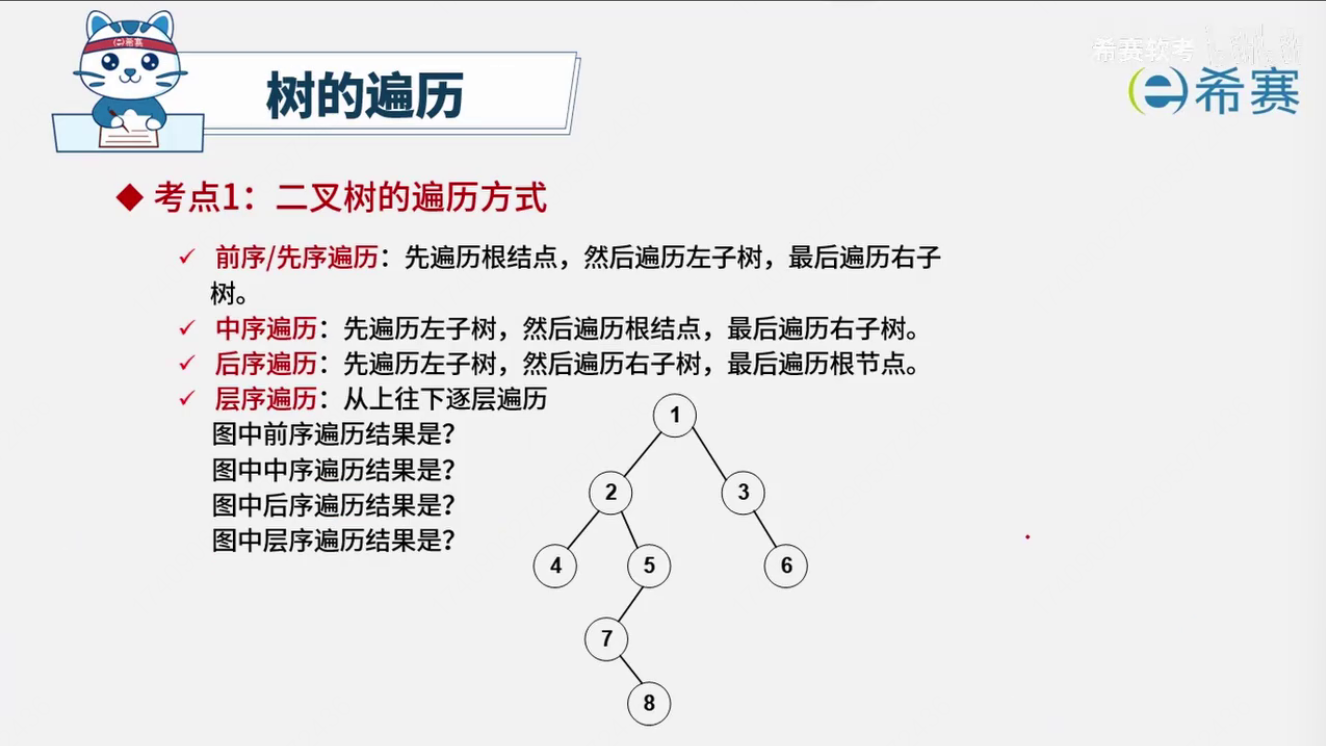 希赛软考
希赛
树的遍历
希赛
◆ 考点1：二叉树的遍历方式
✓ 前序/先序遍历：先遍历根结点，然后遍历左子树，最后遍历右子
树。
✓ 中序遍历：先遍历左子树，然后遍历根结点，最后遍历右子树。
✓ 后序遍历：先遍历左子树，然后遍历右子树，最后遍历根节点。
✓ 层序遍历：从上往下逐层遍历
图中前序遍历结果是？
图中中序遍历结果是？
图中后序遍历结果是？
图中层序遍历结果是？
1
2 3
4 5 6
7
8